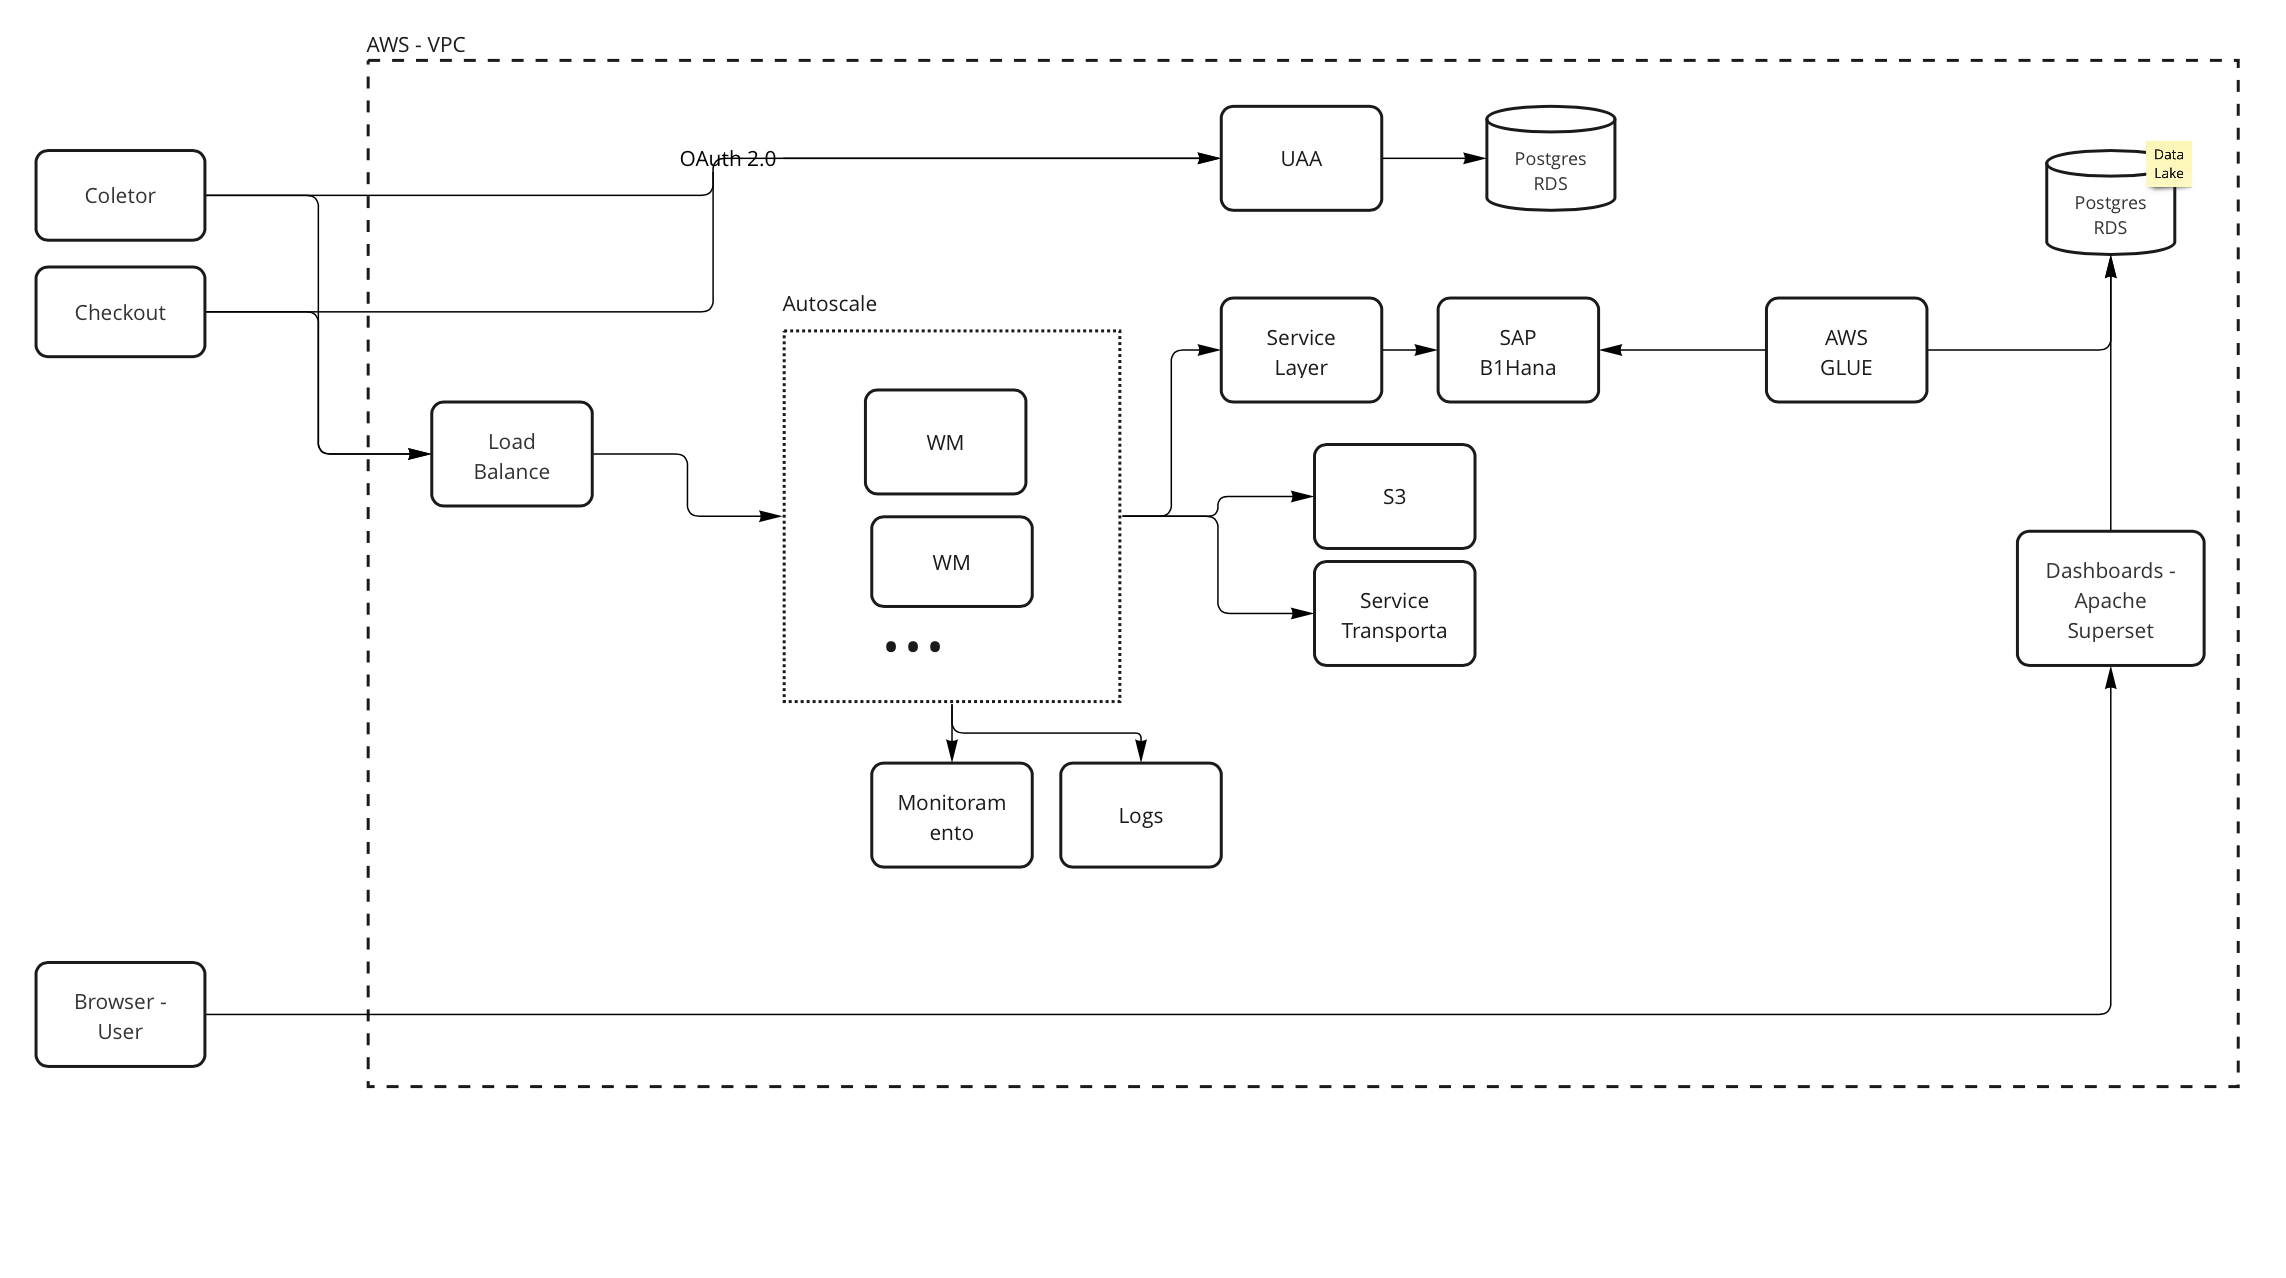 AWS - VPC
Coletor
Checkout
OAuth 2.0
UAA
Postgres
RDS
Data
Lake
Postgres
RDS
Autoscale
Load
Balance
WM
WM
...
Service
Layer
SAP
B1Hana
AWS
GLUE
S3
Service
Transporta
Dashboards -
Apache
Superset
Monitoram
ento
Logs
Browser -
User